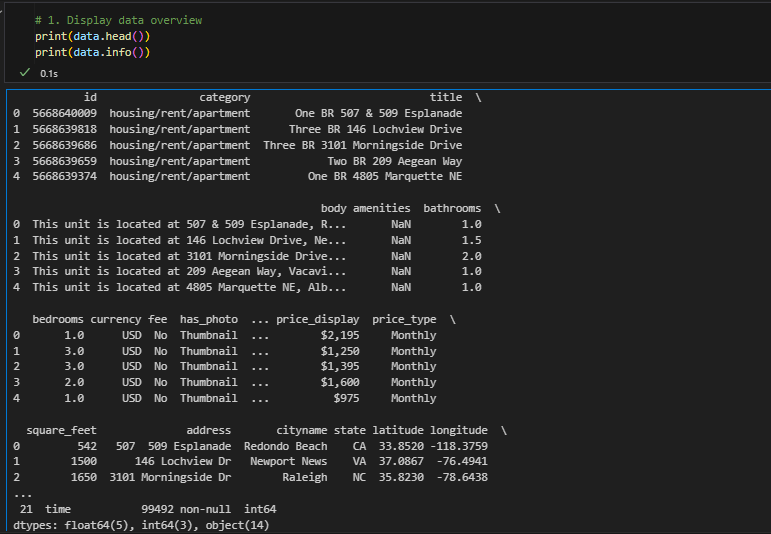 # 1. Display data overview
print(data.head())
print(data.info())
✓ 0.1s
           id                category                         title  \
0  5668640009  housing/rent/apartment       One BR 507 & 509 Esplanade
1  5668639818  housing/rent/apartment      Three BR 146 Lochview Drive
2  5668639686  housing/rent/apartment  Three BR 3101 Morningside Drive
3  5668639659  housing/rent/apartment            Two BR 209 Aegean Way
4  5668639374  housing/rent/apartment         One BR 4805 Marquette NE
                                                body amenities  bathrooms  \
0  This unit is located at 507 & 509 Esplanade, R...       NaN        1.0
1  This unit is located at 146 Lochview Drive, Ne...       NaN        1.5
2  This unit is located at 3101 Morningside Drive...       NaN        2.0
3  This unit is located at 209 Aegean Way, Vacavi...       NaN        1.0
4  This unit is located at 4805 Marquette NE, Alb...       NaN        1.0
   bedrooms currency fee  has_photo  ... price_display  price_type  \
0       1.0      USD  No  Thumbnail  ...        $2,195     Monthly
1       3.0      USD  No  Thumbnail  ...        $1,250     Monthly
2       3.0      USD  No  Thumbnail  ...        $1,395     Monthly
3       2.0      USD  No  Thumbnail  ...        $1,600     Monthly
4       1.0      USD  No  Thumbnail  ...          $975     Monthly
  square_feet              address       cityname state latitude longitude  \
0         542   507  509 Esplanade  Redondo Beach    CA  33.8520 -118.3759
1        1500      146 Lochview Dr   Newport News    VA  37.0867  -76.4941
2        1650  3101 Morningside Dr        Raleigh    NC  35.8230  -78.6438
...
 21  time           99492 non-null  int64
dtypes: float64(5), int64(3), object(14)